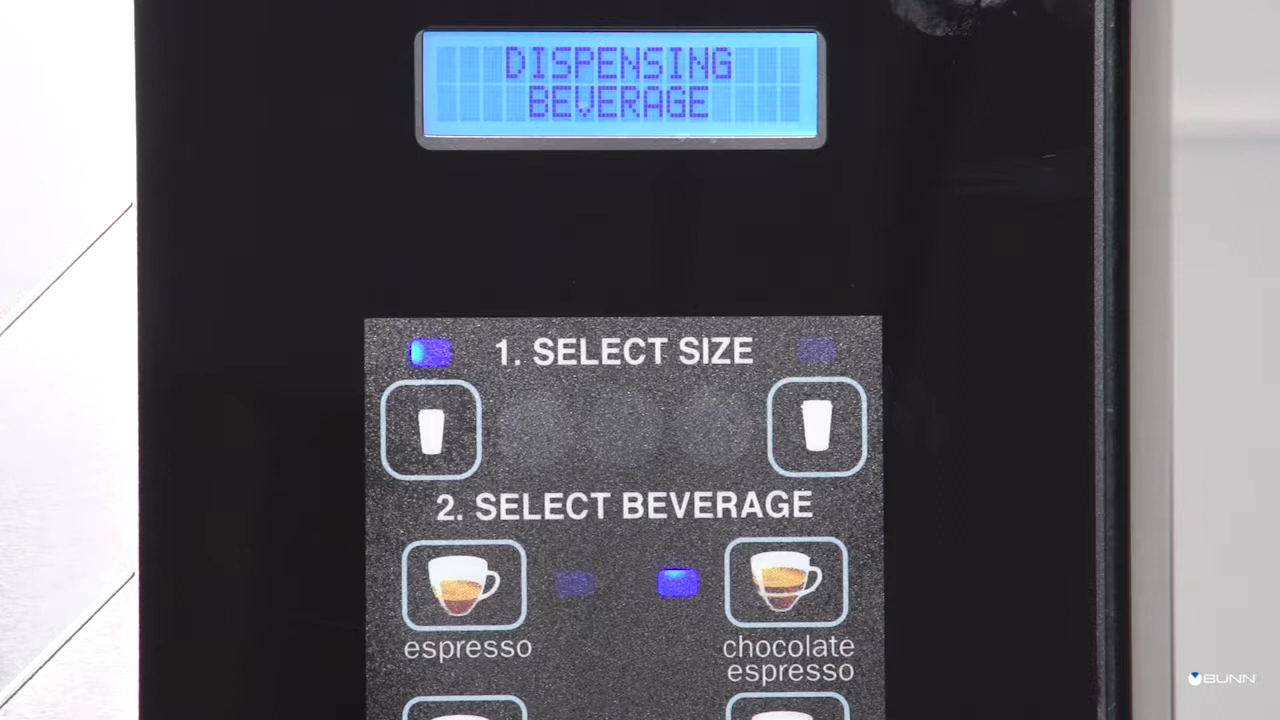 DISPENSING
BEVERAGE
1. SELECT SIZE
2. SELECT BEVERAGE
espresso
chocolate
espresso
BUNN